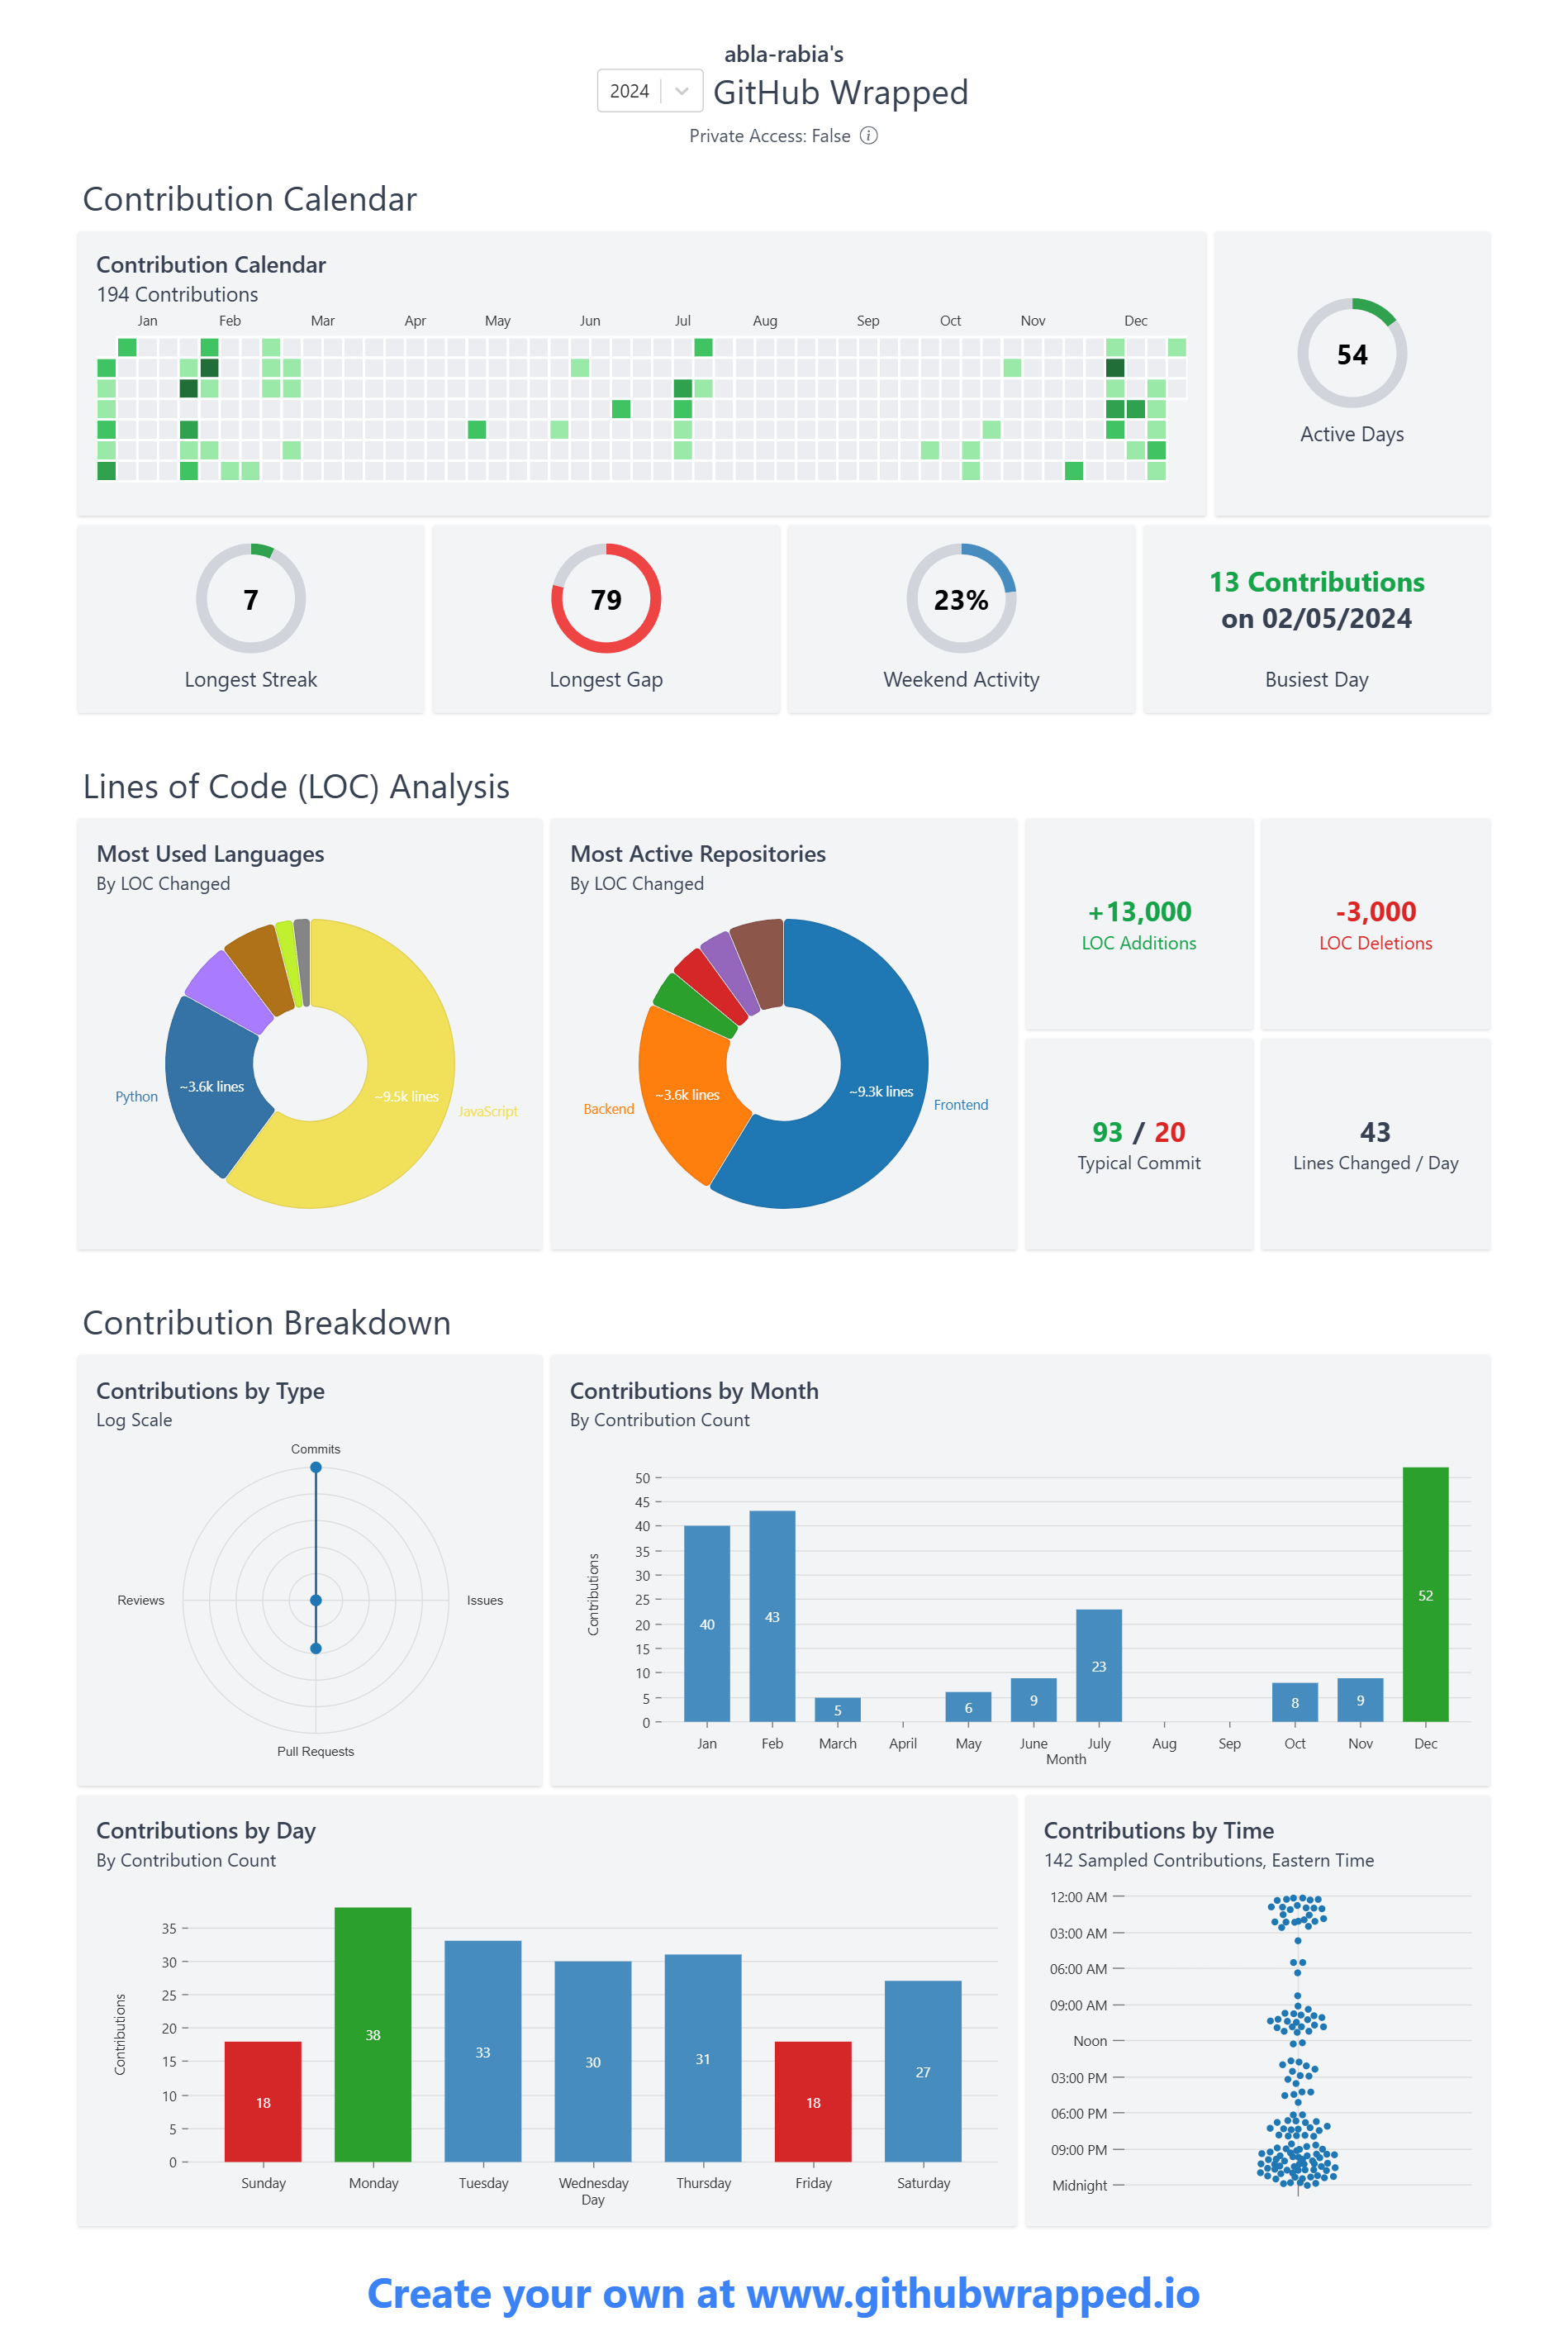 abla-rabia's
2024 GitHub Wrapped
Private Access: False
Contribution Calendar
Contribution Calendar
194 Contributions
Jan Feb Mar Apr May Jun Jul Aug Sep Oct Nov Dec
54
Active Days
7
Longest Streak
79
Longest Gap
23%
Weekend Activity
13 Contributions
on 02/05/2024
Busiest Day
Lines of Code (LOC) Analysis
Most Used Languages
By LOC Changed
Python
~3.6k lines
~9.5k lines
JavaScript
Most Active Repositories
By LOC Changed
Backend
~3.6k lines
~9.3k lines
Frontend
+13,000
LOC Additions
-3,000
LOC Deletions
93 / 20
Typical Commit
43
Lines Changed / Day
Contribution Breakdown
Contributions by Type
Log Scale
Commits
Reviews
Issues
Pull Requests
Contributions by Month
By Contribution Count
Contributions
50
45
40
35
30
25
20
15
10
5
0
40 43 5 6 9 23 8 9 52
Jan Feb March April May June July Aug Sep Oct Nov Dec
Month
Contributions by Day
By Contribution Count
Contributions
35
30
25
20
15
10
5
0
18 38 33 30 31 18 27
Sunday Monday Tuesday Wednesday Thursday Friday Saturday
Day
Contributions by Time
142 Sampled Contributions, Eastern Time
12:00 AM
03:00 AM
06:00 AM
09:00 AM
Noon
03:00 PM
06:00 PM
09:00 PM
Midnight
Create your own at www.githubwrapped.io